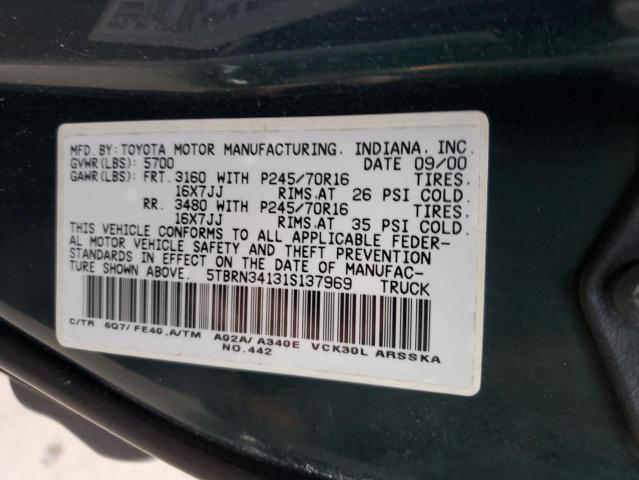 MFD. BY: TOYOTA MOTOR MANUFACTURING, INDIANA, INC.
GVWR(LBS): 5700 DATE 09/00
GAWR(LBS): FRT. 3160 WITH P245/70R16 TIRES.
16X7JJ RIMS,AT 26 PSI COLD.
RR. 3480 WITH P245/70R16 TIRES.
16X7JJ RIMS,AT 35 PSI COLD.
THIS VEHICLE CONFORMS TO ALL APPLICABLE FEDER-
AL MOTOR VEHICLE SAFETY AND THEFT PREVENTION
STANDARDS IN EFFECT ON THE DATE OF MANUFAC-
TURE SHOWN ABOVE. 5TBRN34131S137969 TRUCK
C/TR 6Q7/ FE40 ,A/TM A02A/ A340E VCK30L ARSSKA
NO.442